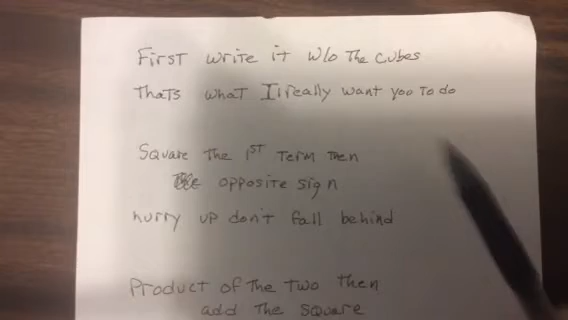 First write it w/o the cubes
Thats what I really want you to do
Square the 1st term then
opposite sign
hurry up don't fall behind
Product of the two then
add the square